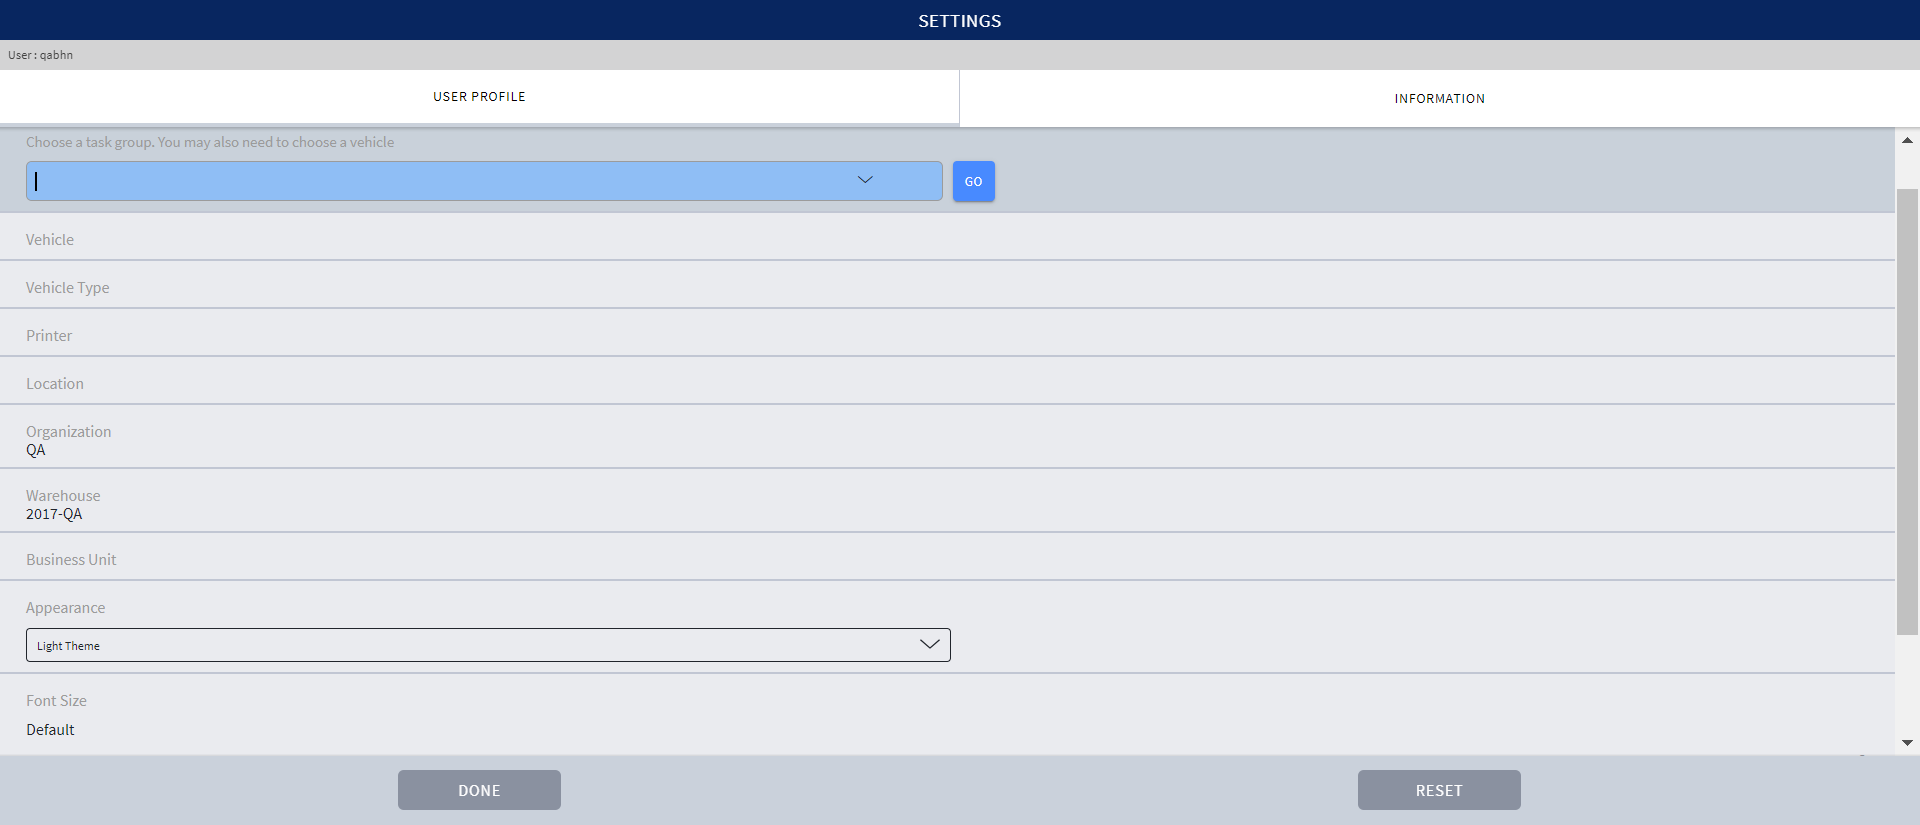 SETTINGS
User : qabhn
USER PROFILE
INFORMATION
Choose a task group. You may also need to choose a vehicle
GO
Vehicle
Vehicle Type
Printer
Location
Organization
QA
Warehouse
2017-QA
Business Unit
Appearance
Light Theme
Font Size
Default
DONE
RESET